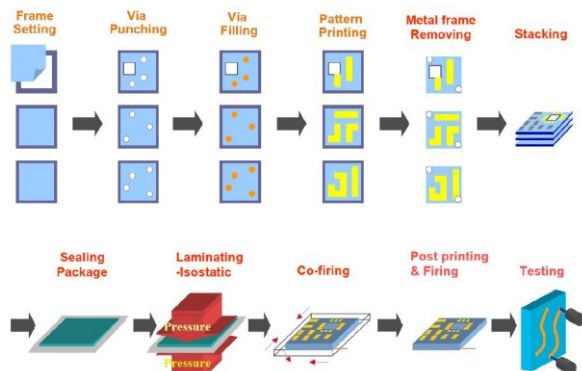 Frame
Setting
Via
Punching
Via
Filling
Pattern
Printing
Metal frame
Removing
Stacking
Sealing
Package
Laminating
-Isostatic
Co-firing
Post printing
& Firing
Testing
Pressure
Pressure